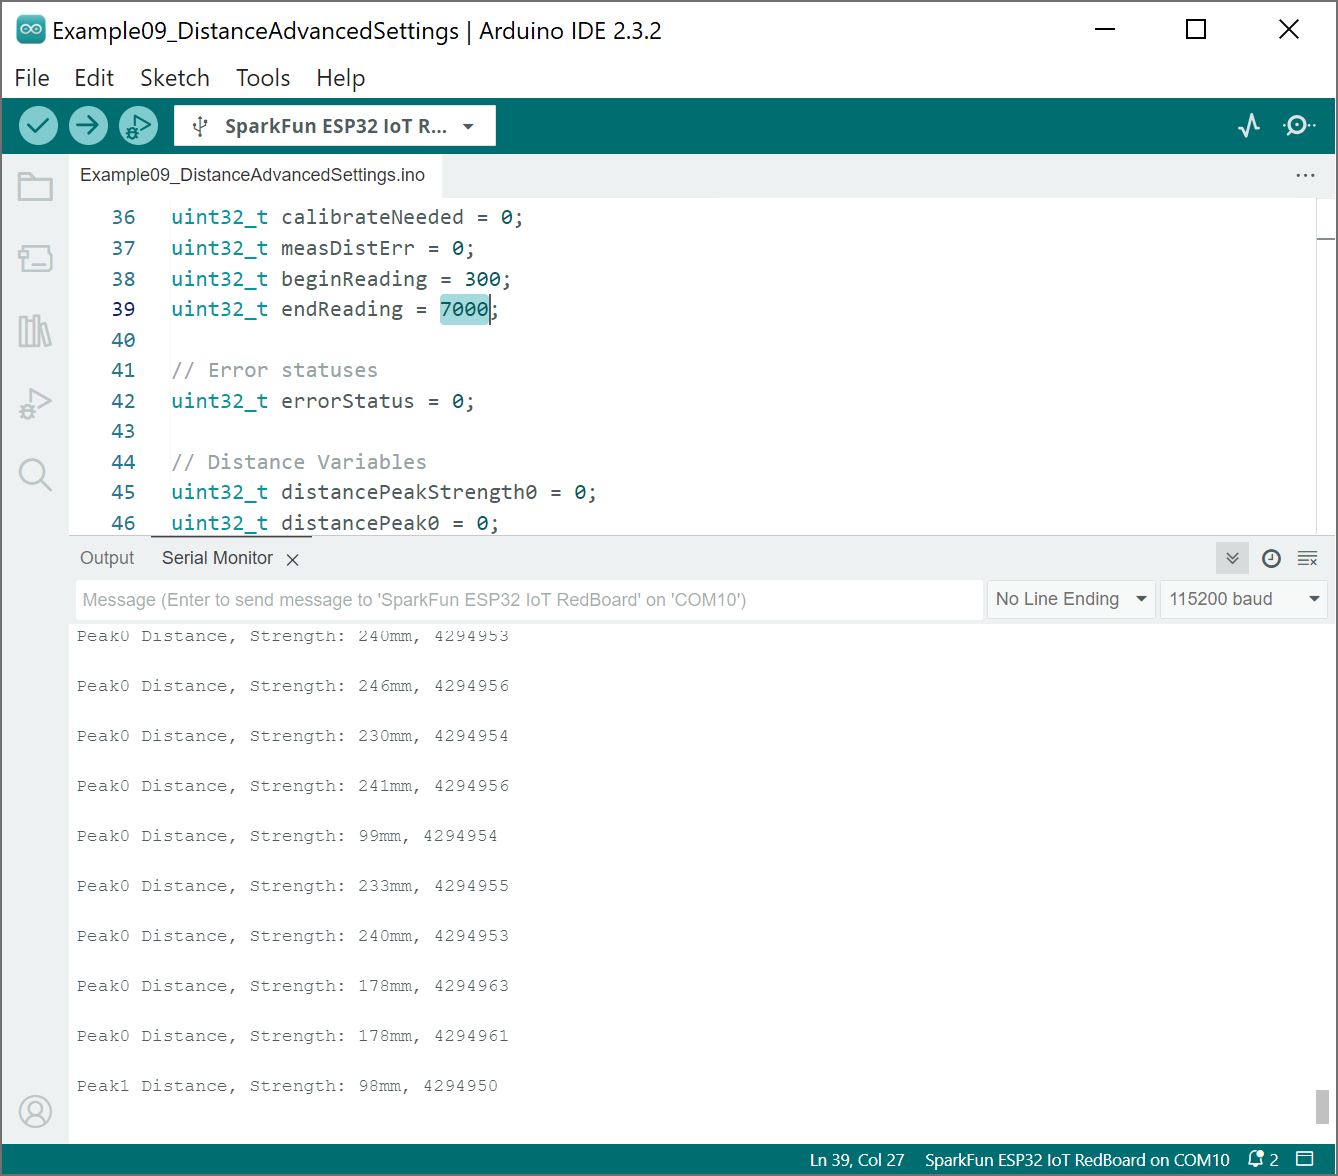 Example09_DistanceAdvancedSettings | Arduino IDE 2.3.2
File Edit Sketch Tools Help
SparkFun ESP32 IoT R...
Example09_DistanceAdvancedSettings.ino
36 uint32_t calibrateNeeded = 0;
37 uint32_t measDistErr = 0;
38 uint32_t beginReading = 300;
39 uint32_t endReading = 7000;
40
41 // Error statuses
42 uint32_t errorStatus = 0;
43
44 // Distance Variables
45 uint32_t distancePeakStrength0 = 0;
46 uint32_t distancePeak0 = 0;
Output Serial Monitor
Message (Enter to send message to 'SparkFun ESP32 IoT RedBoard' on 'COM10') No Line Ending 115200 baud
Peak0 Distance, Strength: 240mm, 4294953
Peak0 Distance, Strength: 246mm, 4294956
Peak0 Distance, Strength: 230mm, 4294954
Peak0 Distance, Strength: 241mm, 4294956
Peak0 Distance, Strength: 99mm, 4294954
Peak0 Distance, Strength: 233mm, 4294955
Peak0 Distance, Strength: 240mm, 4294953
Peak0 Distance, Strength: 178mm, 4294963
Peak0 Distance, Strength: 178mm, 4294961
Peak1 Distance, Strength: 98mm, 4294950
Ln 39, Col 27 SparkFun ESP32 IoT RedBoard on COM10 2